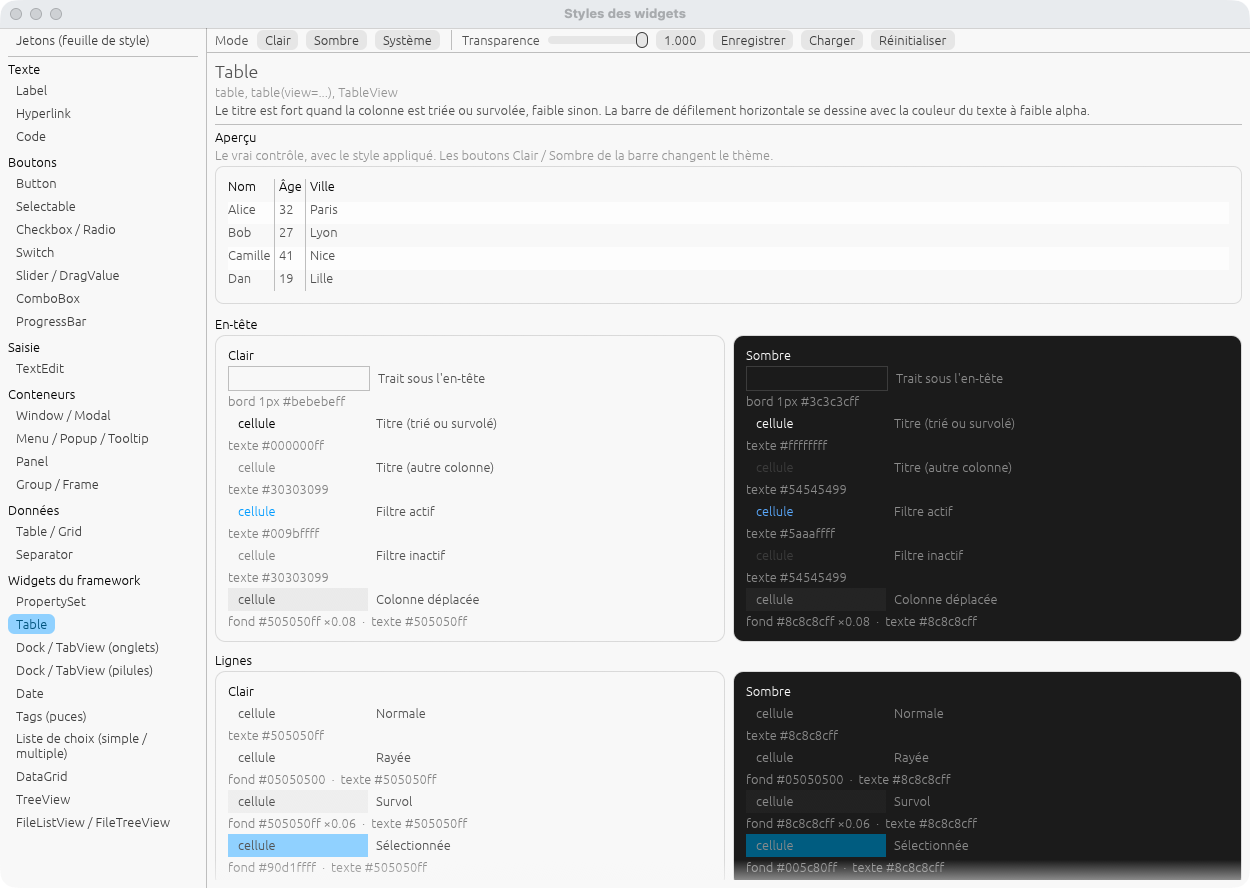 Styles des widgets
Jetons (feuille de style)
Texte
Label
Hyperlink
Code
Boutons
Button
Selectable
Checkbox / Radio
Switch
Slider / DragValue
ComboBox
ProgressBar
Saisie
TextEdit
Conteneurs
Window / Modal
Menu / Popup / Tooltip
Panel
Group / Frame
Données
Table / Grid
Separator
Widgets du framework
PropertySet
Table
Dock / TabView (onglets)
Dock / TabView (pilules)
Date
Tags (puces)
Liste de choix (simple /
multiple)
DataGrid
TreeView
FileListView / FileTreeView
Mode Clair Sombre Système Transparence 1.000 Enregistrer Charger Réinitialiser
Table
table, table(view=...), TableView
Le titre est fort quand la colonne est triée ou survolée, faible sinon. La barre de défilement horizontale se dessine avec la couleur du texte à faible alpha.
Aperçu
Le vrai contrôle, avec le style appliqué. Les boutons Clair / Sombre de la barre changent le thème.
Nom Âge Ville
Alice 32 Paris
Bob 27 Lyon
Camille 41 Nice
Dan 19 Lille
En-tête
Clair
Trait sous l'en-tête
bord 1px #bebebeff
cellule Titre (trié ou survolé)
texte #000000ff
cellule Titre (autre colonne)
texte #30303099
cellule Filtre actif
texte #009bffff
cellule Filtre inactif
texte #30303099
cellule Colonne déplacée
fond #505050ff ×0.08 · texte #505050ff
Sombre
Trait sous l'en-tête
bord 1px #3c3c3cff
cellule Titre (trié ou survolé)
texte #ffffffff
cellule Titre (autre colonne)
texte #54545499
cellule Filtre actif
texte #5aaaffff
cellule Filtre inactif
texte #54545499
cellule Colonne déplacée
fond #8c8c8cff ×0.08 · texte #8c8c8cff
Lignes
Clair
cellule Normale
texte #505050ff
cellule Rayée
fond #05050500 · texte #505050ff
cellule Survol
fond #505050ff ×0.06 · texte #505050ff
cellule Sélectionnée
fond #90d1ffff · texte #505050ff
Sombre
cellule Normale
texte #8c8c8cff
cellule Rayée
fond #05050500 · texte #8c8c8cff
cellule Survol
fond #8c8c8cff ×0.06 · texte #8c8c8cff
cellule Sélectionnée
fond #005c80ff · texte #8c8c8cff